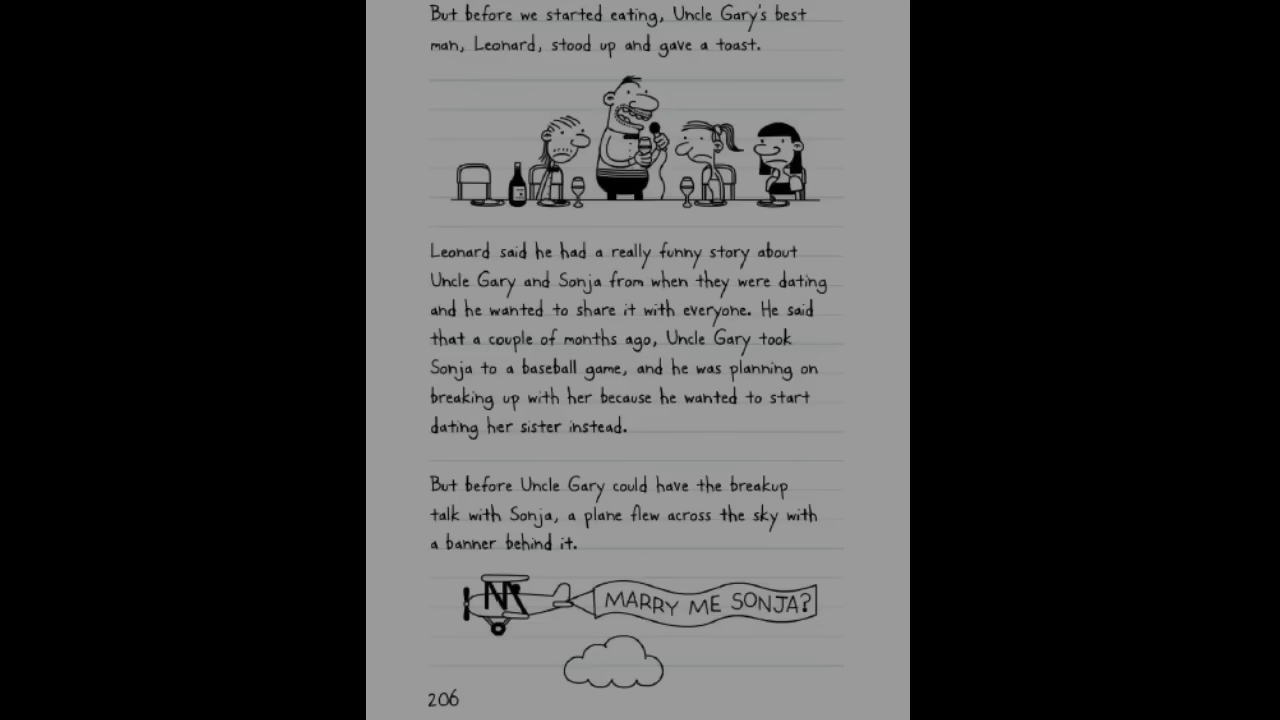 But before we started eating, Uncle Gary's best
man, Leonard, stood up and gave a toast.
Leonard said he had a really funny story about
Uncle Gary and Sonja from when they were dating
and he wanted to share it with everyone. He said
that a couple of months ago, Uncle Gary took
Sonja to a baseball game, and he was planning on
breaking up with her because he wanted to start
dating her sister instead.
But before Uncle Gary could have the breakup
talk with Sonja, a plane flew across the sky with
a banner behind it.
MARRY ME SONJA?
206